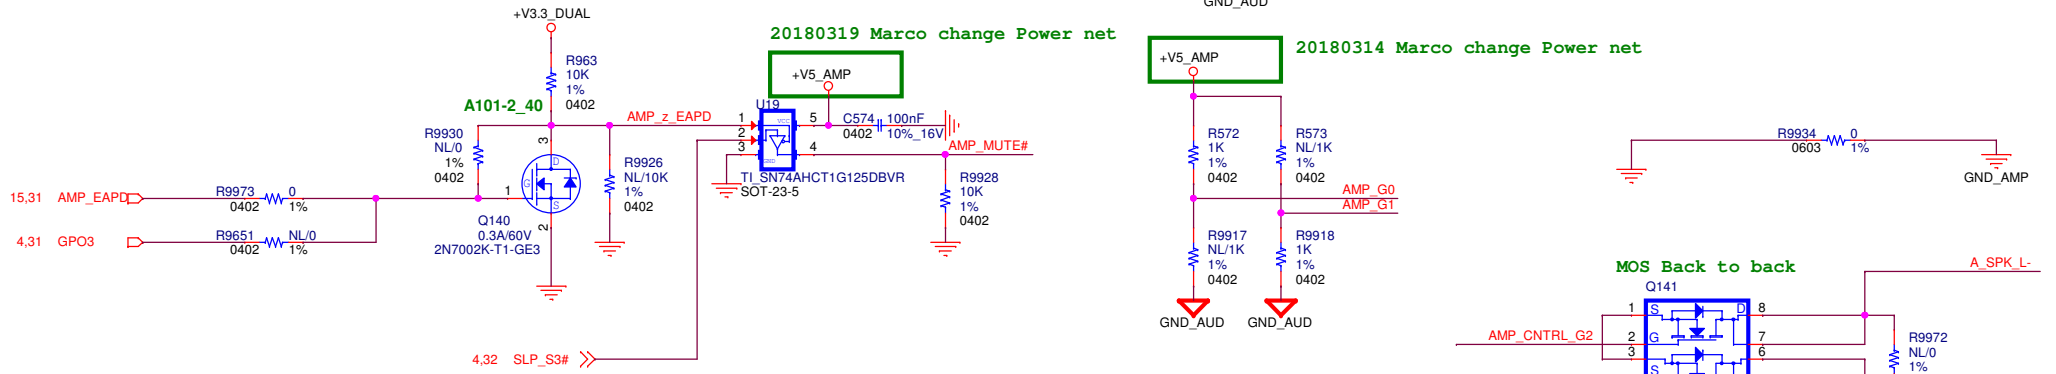 GND_AUD
+V3.3_DUAL
20180319 Marco change Power net
20180314 Marco change Power net
+V5_AMP
+V5_AMP
R963
10K
1%
0402
A101-2_40
U19
AMP_z_EAPD
1
2
3
5
4
VCC
GND
C574
100nF
0402
10%_16V
AMP_MUTE#
TI_SN74AHCT1G125DBVR
SOT-23-5
R9930
NL/0
1%
0402
3
D
G
S
1
2
R9926
NL/10K
1%
0402
R9928
10K
1%
0402
15,31 AMP_EAPD
R9973
0
0402
1%
4,31 GPO3
R9651
NL/0
0402
1%
Q140
0.3A/60V
2N7002K-T1-GE3
4,32 SLP_S3#
R572
1K
1%
0402
R573
NL/1K
1%
0402
AMP_G0
AMP_G1
R9917
NL/1K
1%
0402
R9918
1K
1%
0402
GND_AUD
GND_AUD
R9934
0
0603
1%
GND_AMP
MOS Back to back
Q141
A_SPK_L-
AMP_CNTRL_G2
1
2
3
S
G
S
D
8
7
6
R9972
NL/0
1%